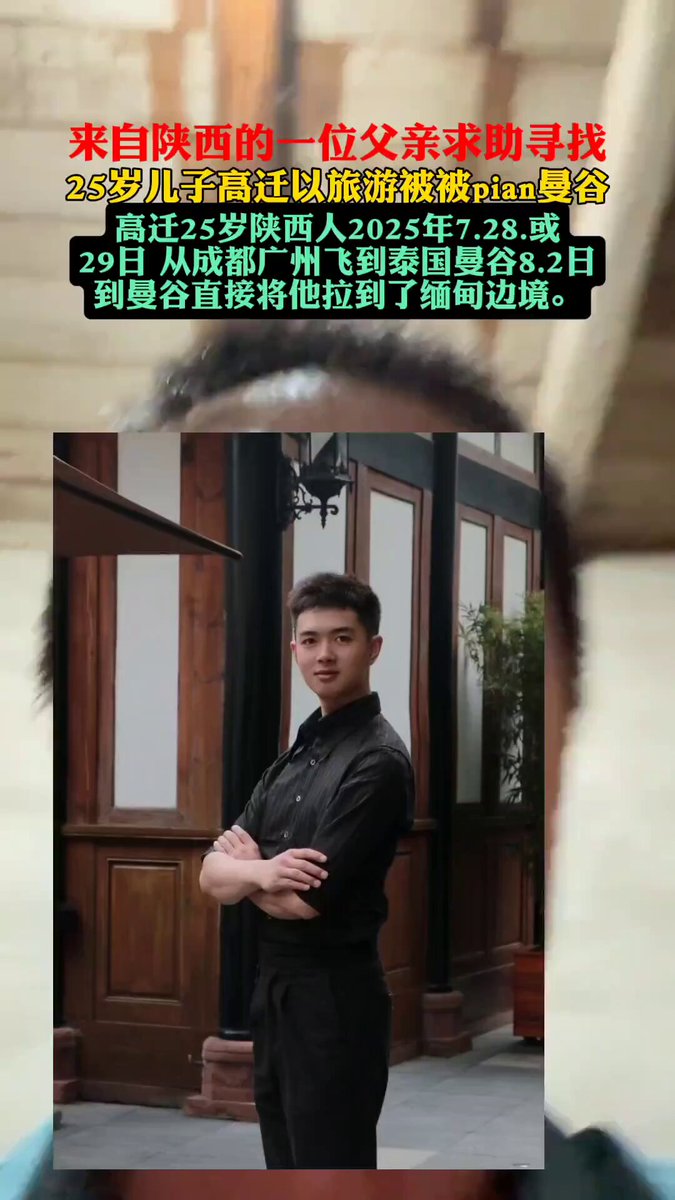 来自陕西的一位父亲求助寻找
25岁儿子高迁以旅游被被pian曼谷
高迁25岁陕西人2025年7.28.或
29日 从成都广州飞到泰国曼谷8.2日
到曼谷直接将他拉到了缅甸边境。